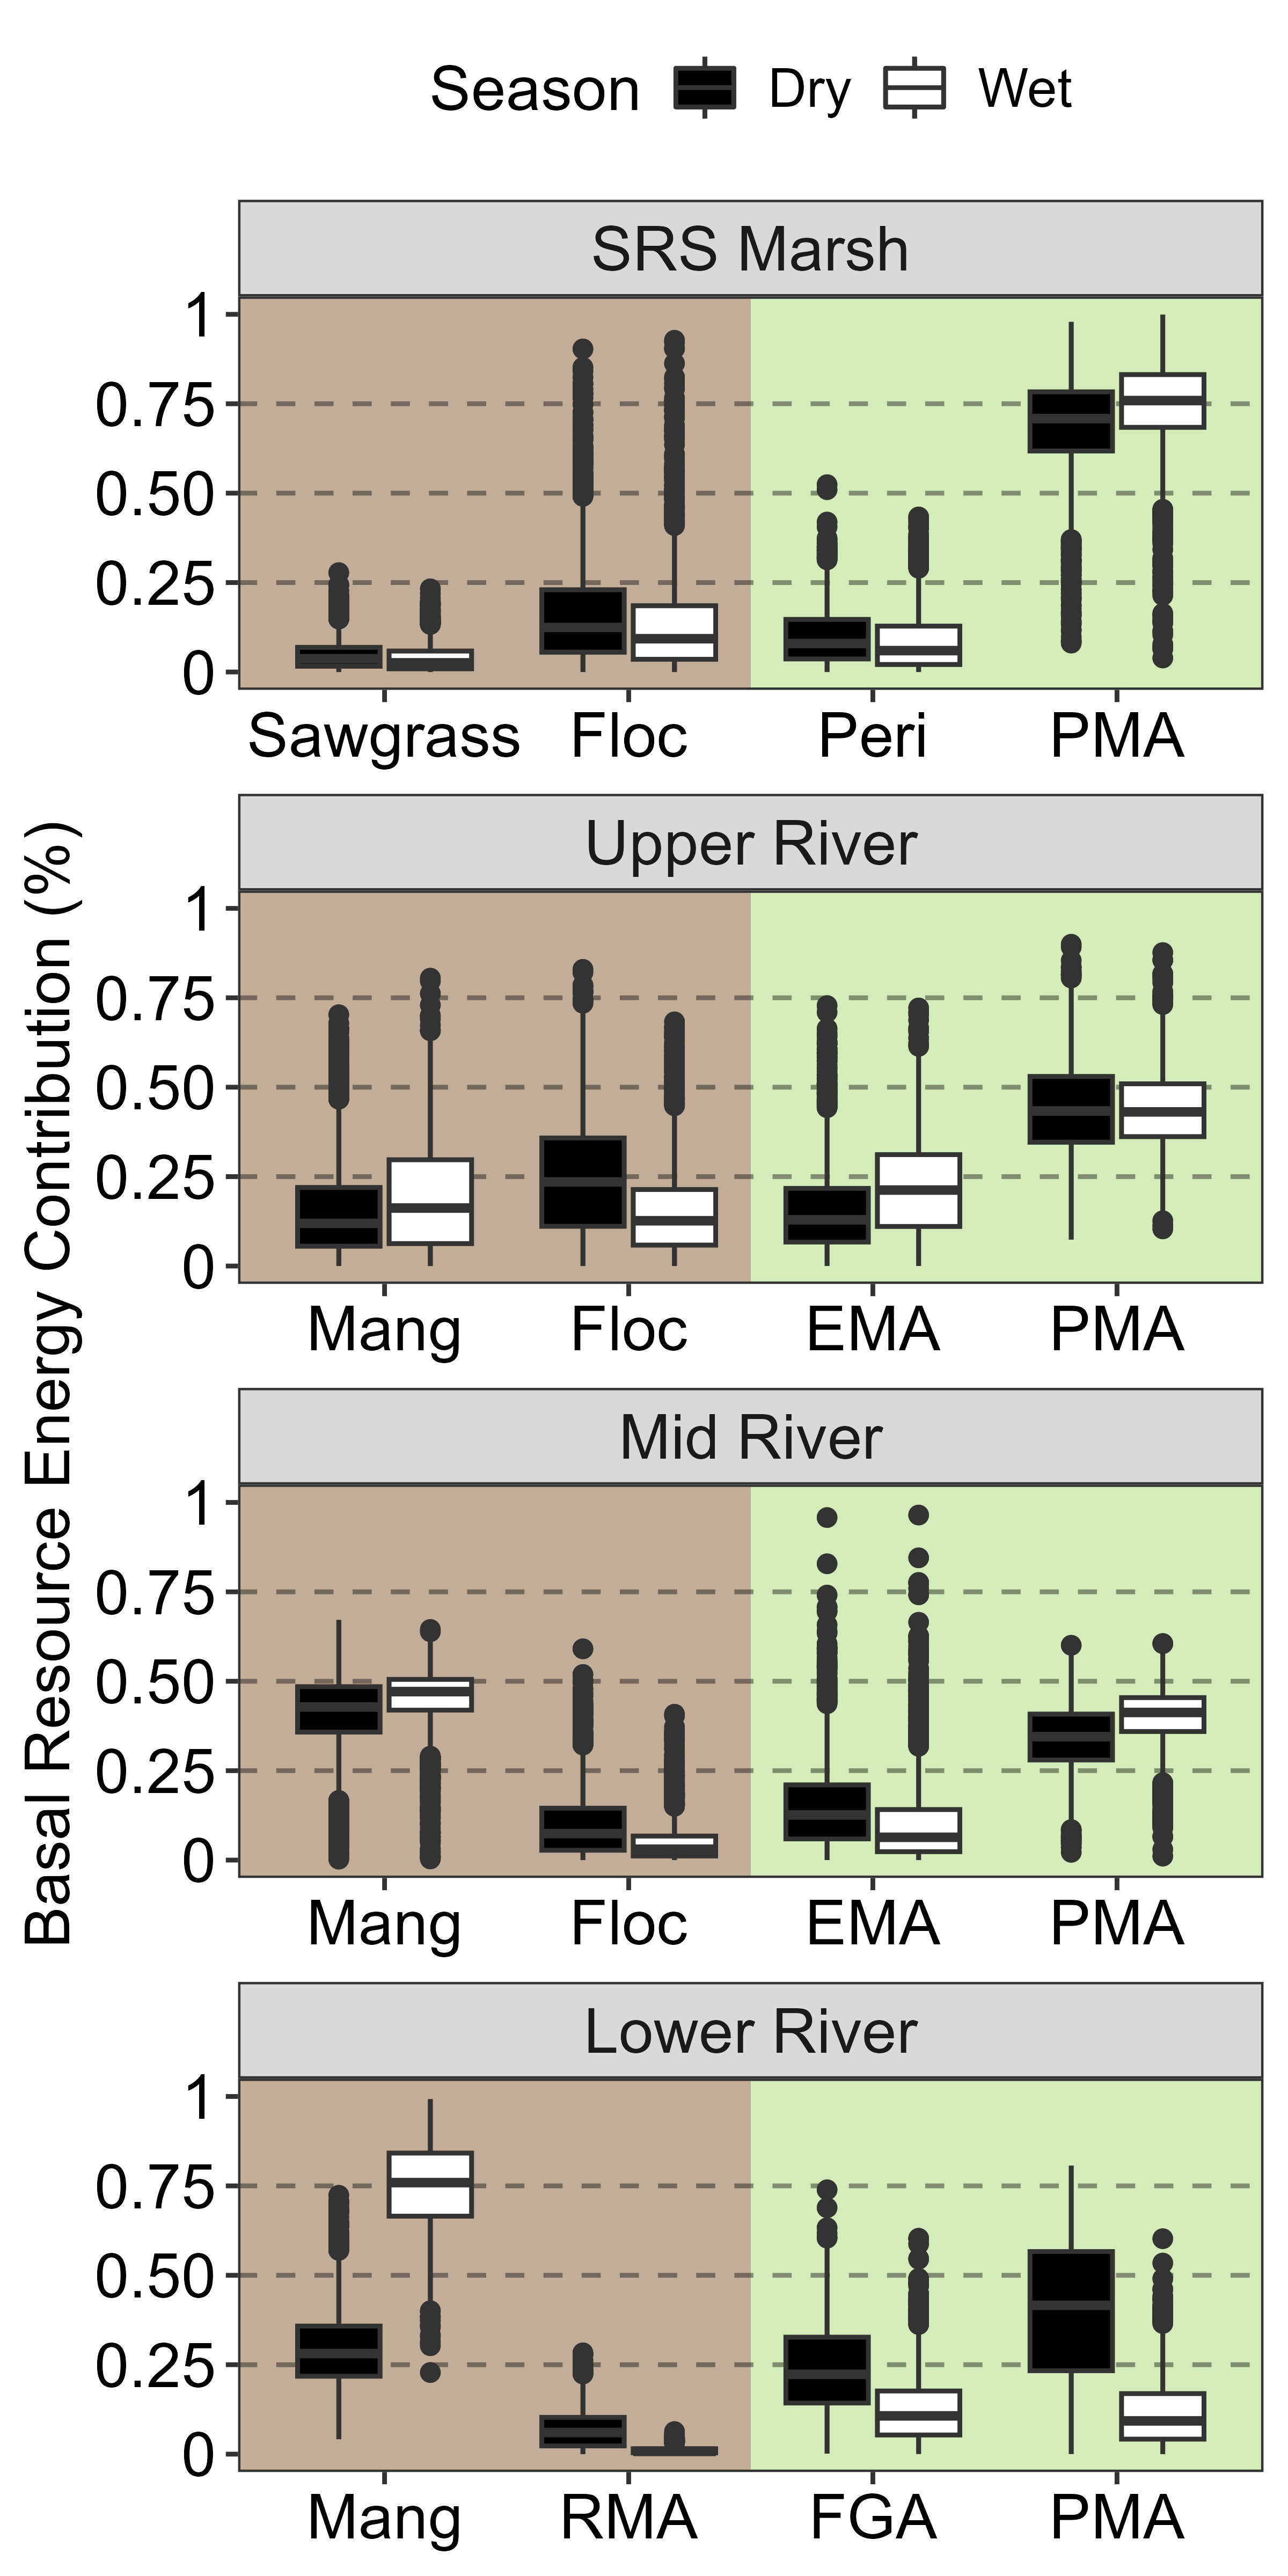 Season Dry Wet
SRS Marsh
1
0.75
0.50
0.25
0
Sawgrass Floc Peri PMA
Basal Resource Energy Contribution (%)
Upper River
1
0.75
0.50
0.25
0
Mang Floc EMA PMA
Mid River
1
0.75
0.50
0.25
0
Mang Floc EMA PMA
Lower River
1
0.75
0.50
0.25
0
Mang RMA FGA PMA